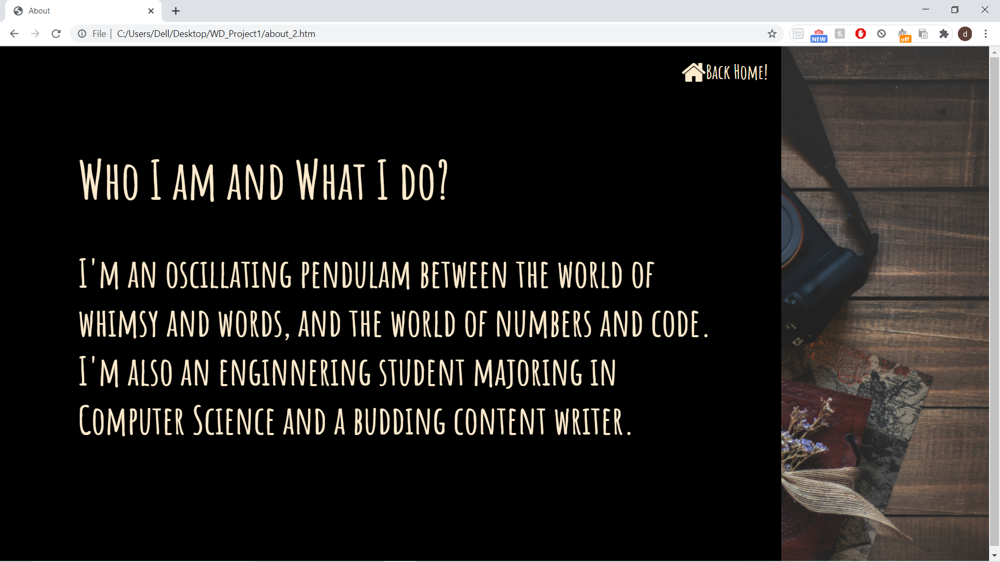 About
File | C:/Users/Dell/Desktop/WD_Project1/about_2.htm
NEW
off
d
Back Home!
Who I am and What I do?
I'm an oscillating pendulam between the world of
whimsy and words, and the world of numbers and code.
I'm also an enginnering student majoring in
Computer Science and a budding content writer.